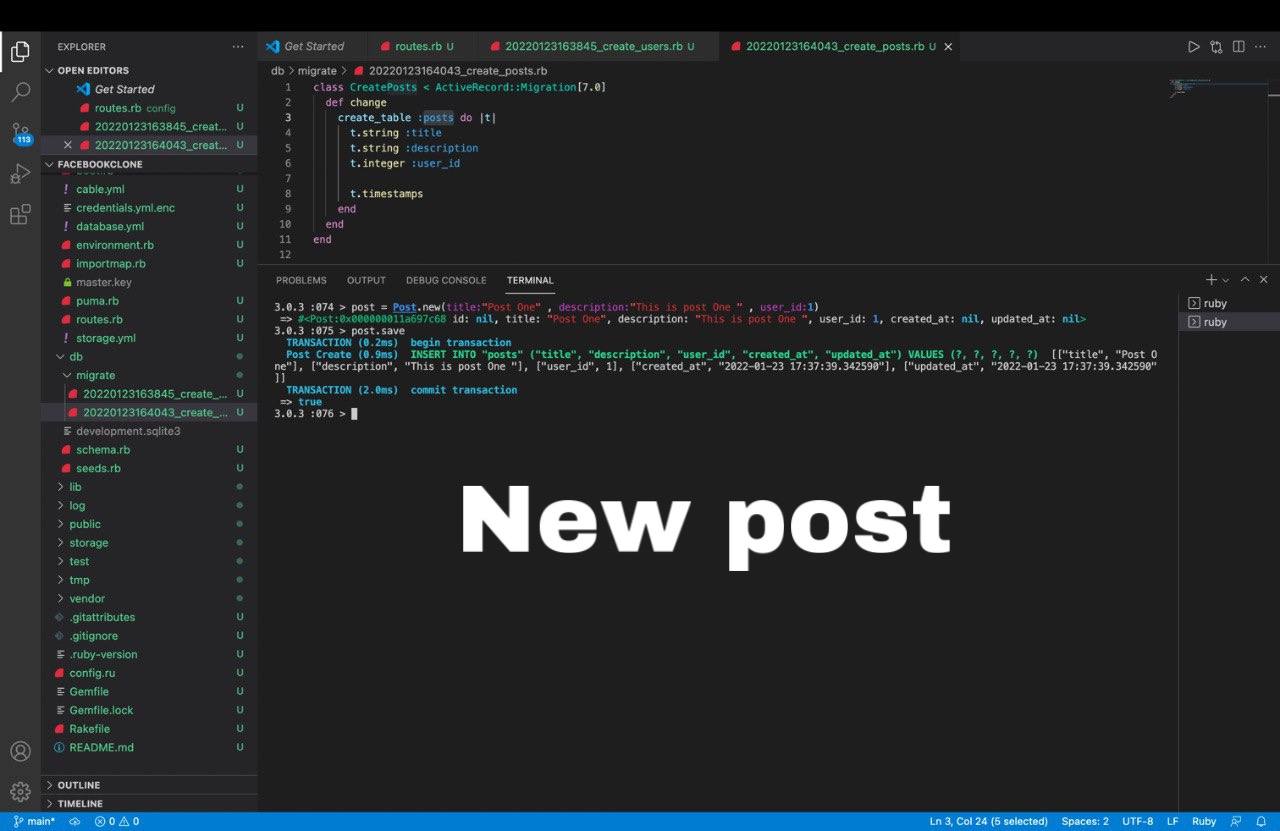 EXPLORER
Get Started
routes.rb U
20220123163845_create_users.rb U
20220123164043_create_posts.rb U
OPEN EDITORS
Get Started
routes.rb config U
20220123163845_creat... U
20220123164043_creat... U
FACEBOOKCLONE
cable.yml U
credentials.yml.enc U
database.yml U
environment.rb U
importmap.rb U
master.key
puma.rb U
routes.rb U
storage.yml U
db
migrate
20220123163845_create_... U
20220123164043_create_... U
development.sqlite3
schema.rb U
seeds.rb U
lib
log
public
storage
test
tmp
vendor
.gitattributes U
.gitignore U
.ruby-version U
config.ru U
Gemfile U
Gemfile.lock U
Rakefile U
README.md U
OUTLINE
TIMELINE
113
db > migrate > 20220123164043_create_posts.rb
1 class CreatePosts < ActiveRecord::Migration[7.0]
2 def change
3 create_table :posts do |t|
4 t.string :title
5 t.string :description
6 t.integer :user_id
7
8 t.timestamps
9 end
10 end
11 end
12
PROBLEMS OUTPUT DEBUG CONSOLE TERMINAL
3.0.3 :074 > post = Post.new(title:"Post One" , description:"This is post One " , user_id:1)
=> #<Post:0x000000011a697c68 id: nil, title: "Post One", description: "This is post One ", user_id: 1, created_at: nil, updated_at: nil>
3.0.3 :075 > post.save
TRANSACTION (0.2ms) begin transaction
Post Create (0.9ms) INSERT INTO "posts" ("title", "description", "user_id", "created_at", "updated_at") VALUES (?, ?, ?, ?, ?) [["title", "Post O
ne"], ["description", "This is post One "], ["user_id", 1], ["created_at", "2022-01-23 17:37:39.342590"], ["updated_at", "2022-01-23 17:37:39.342590"
]]
TRANSACTION (2.0ms) commit transaction
=> true
3.0.3 :076 >
ruby
ruby
New post
main* 0 0
Ln 3, Col 24 (5 selected) Spaces: 2 UTF-8 LF Ruby